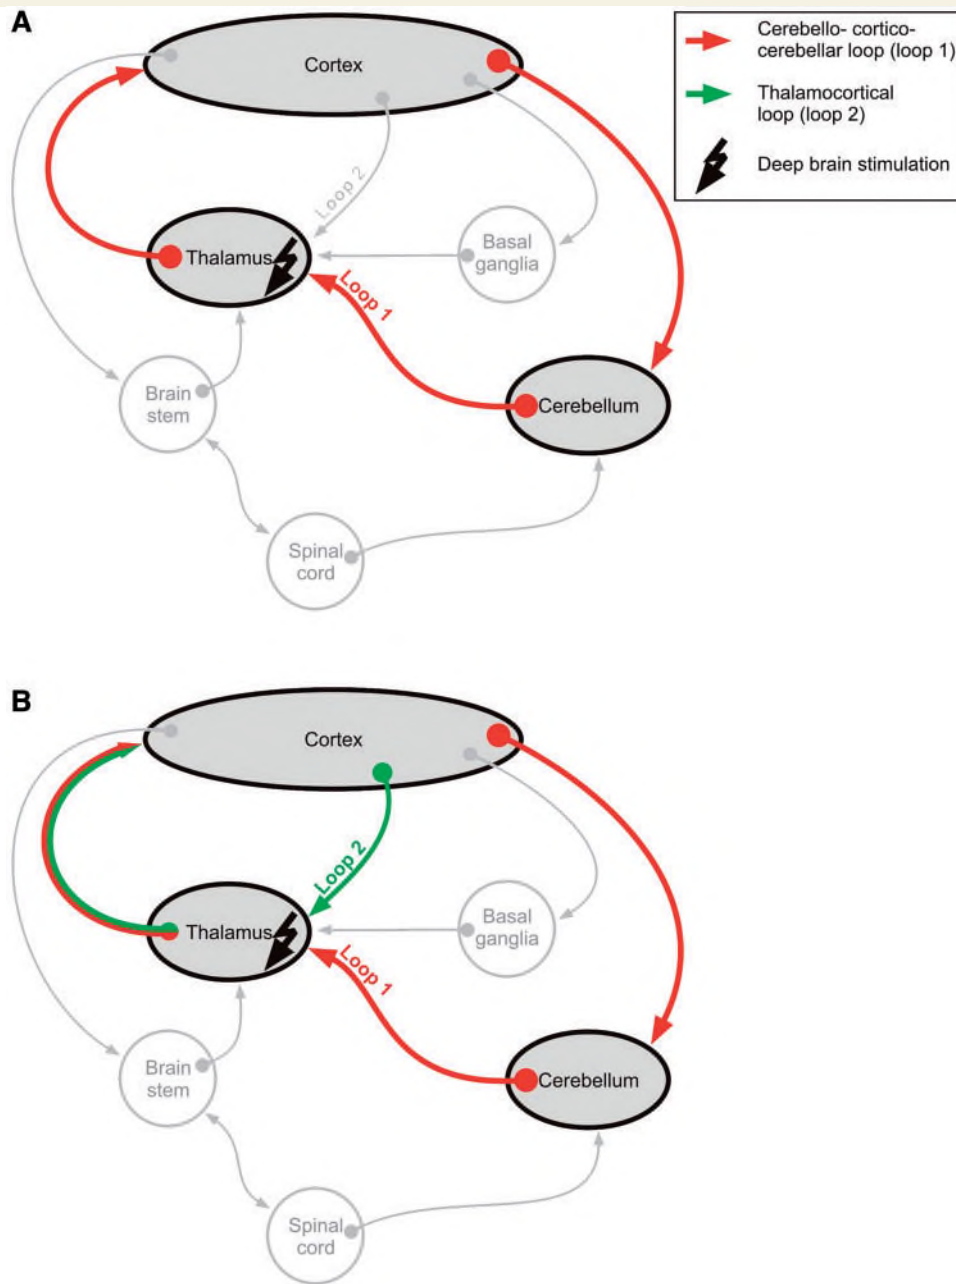 A
Cortex
Cerebello- cortico-
cerebellar loop (loop 1)
Thalamocortical
loop (loop 2)
Deep brain stimulation
Loop 2
Thalamus
Basal
ganglia
Loop 1
Brain
stem
Cerebellum
Spinal
cord
B
Cortex
Loop 2
Thalamus
Basal
ganglia
Loop 1
Brain
stem
Cerebellum
Spinal
cord